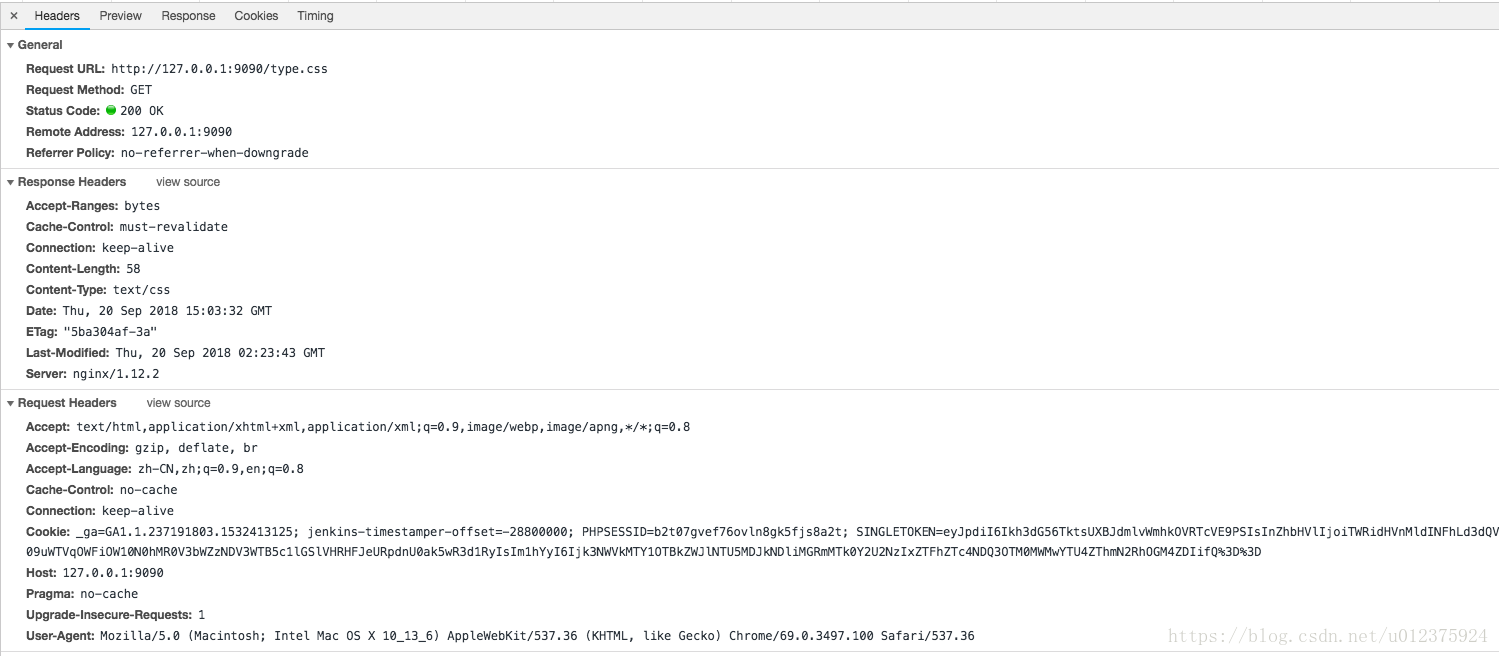 × Headers Preview Response Cookies Timing
▼ General
Request URL: http://127.0.0.1:9090/type.css
Request Method: GET
Status Code: 200 OK
Remote Address: 127.0.0.1:9090
Referrer Policy: no-referrer-when-downgrade
▼ Response Headers view source
Accept-Ranges: bytes
Cache-Control: must-revalidate
Connection: keep-alive
Content-Length: 58
Content-Type: text/css
Date: Thu, 20 Sep 2018 15:03:32 GMT
ETag: "5ba304af-3a"
Last-Modified: Thu, 20 Sep 2018 02:23:43 GMT
Server: nginx/1.12.2
▼ Request Headers view source
Accept: text/html,application/xhtml+xml,application/xml;q=0.9,image/webp,image/apng,*/*;q=0.8
Accept-Encoding: gzip, deflate, br
Accept-Language: zh-CN,zh;q=0.9,en;q=0.8
Cache-Control: no-cache
Connection: keep-alive
Cookie: _ga=GA1.1.237191803.1532413125; jenkins-timestamper-offset=-28800000; PHPSESSID=b2t07gvef76ovln8gk5fjs8a2t; SINGLETOKEN=eyJpdiI6Ikh3dG56TktsUXBJdmlvWmhkOVRTcVE9PSIsInZhbHVlIjoiTWRidHVnMldINFhLd3dQV
09uWTVqOWFiOW10N0hMR0V3bWZzNDV3WTB5c1lGSlVHRHFJeURpdnU0ak5wR3d1RyIsIm1hYyI6Ijk3NWVkMTY1OTBkZWJlNTU5MDJkNDliMGRmMTk0Y2U2NzIxZTFhZTc4NDQ3OTM0MWMwYTU4ZThmN2RhOGM4ZDIifQ%3D%3D
Host: 127.0.0.1:9090
Pragma: no-cache
Upgrade-Insecure-Requests: 1
User-Agent: Mozilla/5.0 (Macintosh; Intel Mac OS X 10_13_6) AppleWebKit/537.36 (KHTML, like Gecko) Chrome/69.0.3497.100 Safari/537.36
https://blog.csdn.net/u012375924